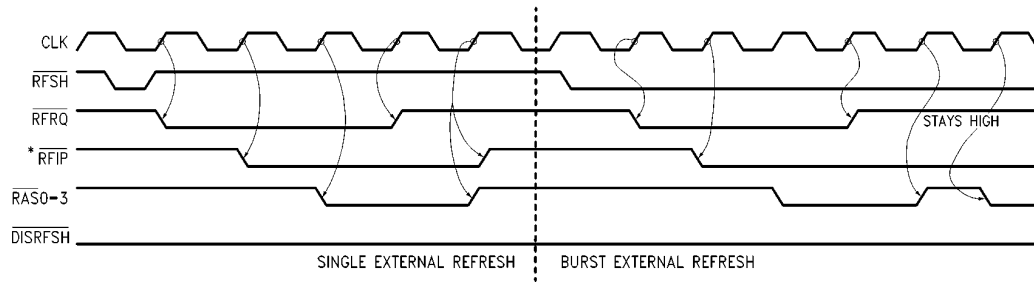 CLK
RFSH
RFRQ
STAYS HIGH
* RFIP
RAS0-3
DISRFSH
SINGLE EXTERNAL REFRESH
BURST EXTERNAL REFRESH